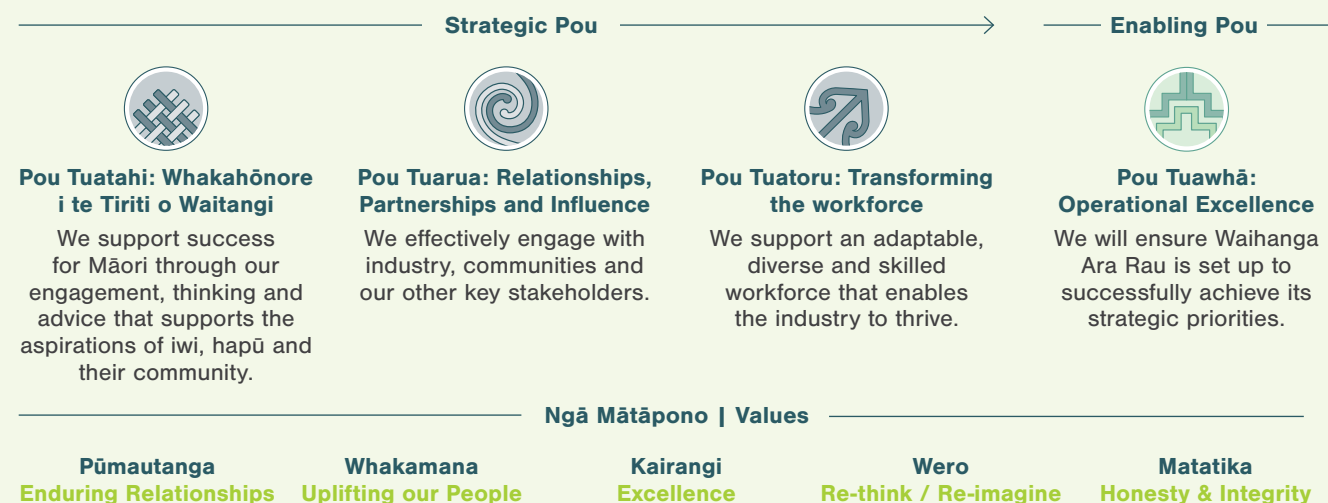 Strategic Pou
Enabling Pou
Pou Tuatahi: Whakahōnore
i te Tiriti o Waitangi
We support success
for Māori through our
engagement, thinking and
advice that supports the
aspirations of iwi, hapū and
their community.
Pou Tuarua: Relationships,
Partnerships and Influence
We effectively engage with
industry, communities and
our other key stakeholders.
Pou Tuatoru: Transforming
the workforce
We support an adaptable,
diverse and skilled
workforce that enables
the industry to thrive.
Pou Tuawhā:
Operational Excellence
We will ensure Waihanga
Ara Rau is set up to
successfully achieve its
strategic priorities.
Ngā Mātāpono | Values
Pūmautanga
Enduring Relationships
Whakamana
Uplifting our People
Kairangi
Excellence
Wero
Re-think / Re-imagine
Matatika
Honesty & Integrity